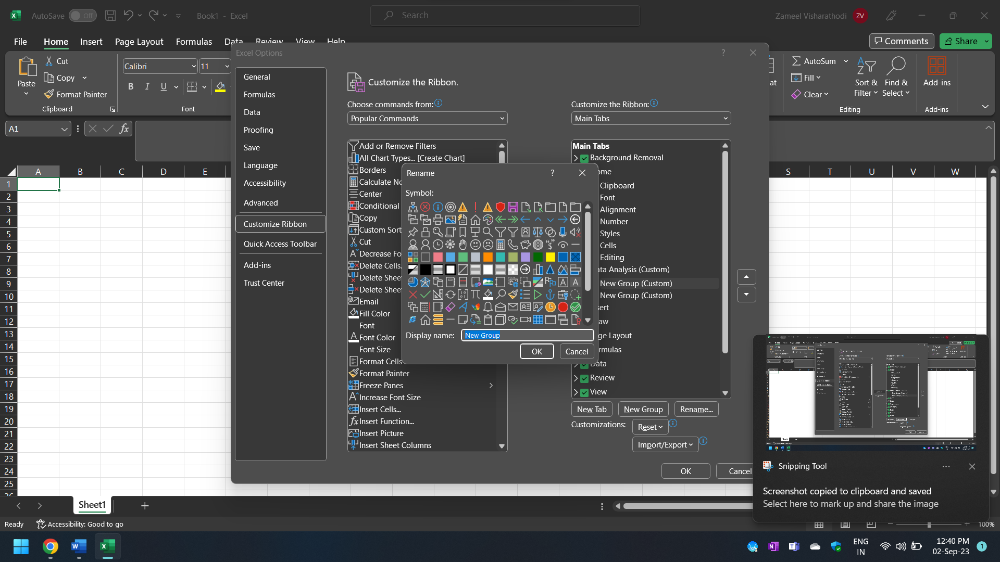 AutoSave Off Book1 - Excel Search Zameel Visharathodi ZV
File Home Insert Page Layout Formulas Data Review View Help Comments Share
Paste Cut Copy Format Painter
Clipboard
Calibri 11
B I U
Font
AutoSum Fill Clear
Sort & Filter Find & Select
Editing
Add-ins
Add-ins
at
A1 fx
A B C D E S T U V W
1
2
3
4
5
6
7
8
9
10
11
12
13
14
15
16
17
18
19
20
21
22
23
24
25
Excel Options ?
General
Formulas
Data
Proofing
Save
Language
Accessibility
Advanced
Customize Ribbon
Quick Access Toolbar
Add-ins
Trust Center
Customize the Ribbon.
Choose commands from:
Popular Commands
Add or Remove Filters
All Chart Types... [Create Chart]
Borders
Calculate No
Center
Conditional
Copy
Custom Sort
Cut
Decrease Fo
Delete Cells.
Delete Shee
Delete Sheet
Email
Fill Color
Font
Font Color
Font Size
Format Cells
Format Painter
Freeze Panes
Increase Font Size
Insert Cells...
Insert Function...
Insert Picture
Insert Sheet Columns
Customize the Ribbon:
Main Tabs
Main Tabs
Background Removal
ome
Clipboard
Font
Alignment
Number
Styles
Cells
Editing
ta Analysis (Custom)
New Group (Custom)
New Group (Custom)
ert
aw
ge Layout
rmulas
Data
Review
View
New Tab New Group Rename...
Customizations: Reset
Import/Export
OK Cancel
Rename ?
Symbol:
Display name: New Group
OK Cancel
Snipping Tool ...
Screenshot copied to clipboard and saved
Select here to mark up and share the image
Sheet1 +
Ready Accessibility: Good to go 100%
ENG
IN
12:40 PM
02-Sep-23
1